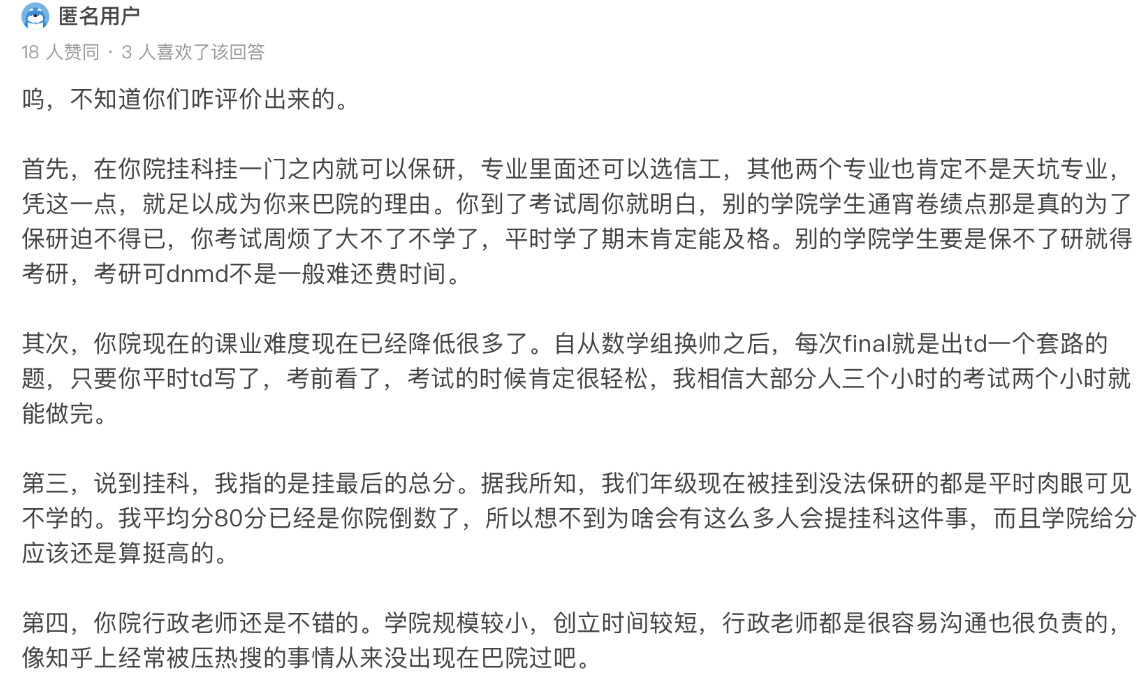 匿名用户
18 人赞同 · 3 人喜欢了该回答
呜，不知道你们咋评价出来的。
首先，在你院挂科挂一门之内就可以保研，专业里面还可以选信工，其他两个专业也肯定不是天坑专业，
凭这一点，就足以成为你来巴院的理由。你到了考试周你就明白，别的学院学生通宵卷绩点那是真的为了
保研迫不得已，你考试周烦了大不了不学了，平时学了期末肯定能及格。别的学院学生要是保不了研就得
考研，考研可dnmd不是一般难还费时间。
其次，你院现在的课业难度现在已经降低很多了。自从数学组换帅之后，每次final就是出td一个套路的
题，只要你平时td写了，考前看了，考试的时候肯定很轻松，我相信大部分人三个小时的考试两个小时就
能做完。
第三，说到挂科，我指的是挂最后的总分。据我所知，我们年级现在被挂到没法保研的都是平时肉眼可见
不学的。我平均分80分已经是你院倒数了，所以想不到为啥会有这么多人会提挂科这件事，而且学院给分
应该还是算挺高的。
第四，你院行政老师还是不错的。学院规模较小，创立时间较短，行政老师都是很容易沟通也很负责的，
像知乎上经常被压热搜的事情从来没出现在巴院过吧。